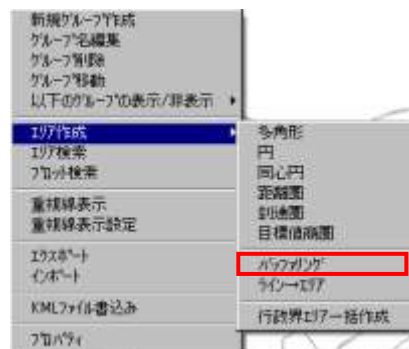 新規グループ作成
グループ名編集
グループ削除
グループ移動
以下のグループの表示/非表示
エリア作成
エリア検索
プロット検索
重視線表示
重視線表示設定
エクスポート
インポート
KMLファイル書込み
プロパティ
多角形
円
同心円
距離圏
到達圏
目標値商圏
バッファリング
ライン→エリア
行政界エリア一括作成